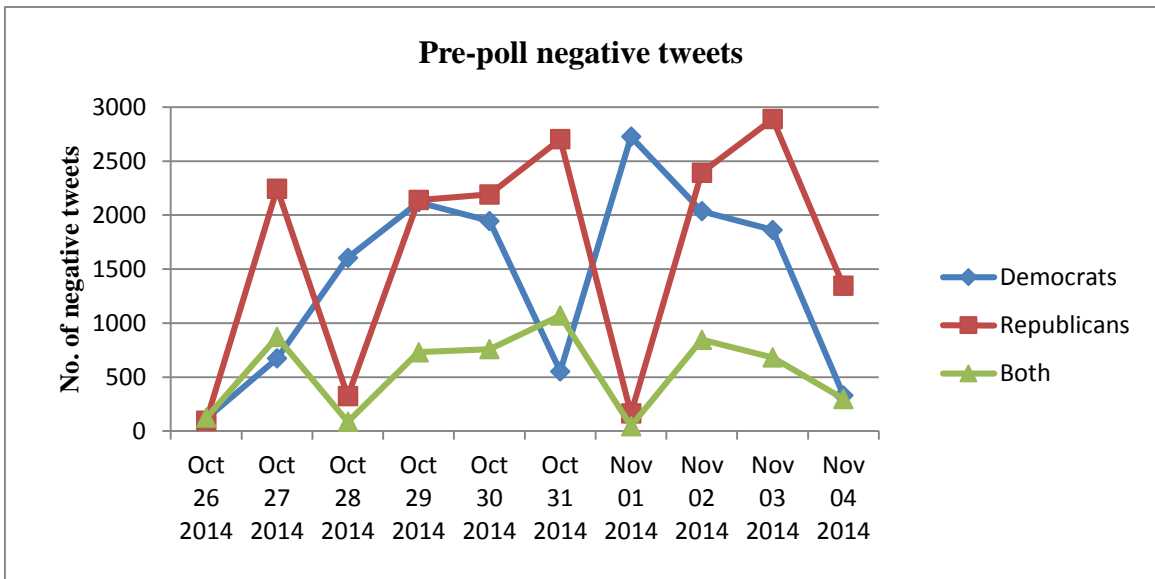 Pre-poll negative tweets
No. of negative tweets
3000
2500
2000
1500
1000
500
0
Oct 26 2014
Oct 27 2014
Oct 28 2014
Oct 29 2014
Oct 30 2014
Oct 31 2014
Nov 01 2014
Nov 02 2014
Nov 03 2014
Nov 04 2014
Democrats
Republicans
Both